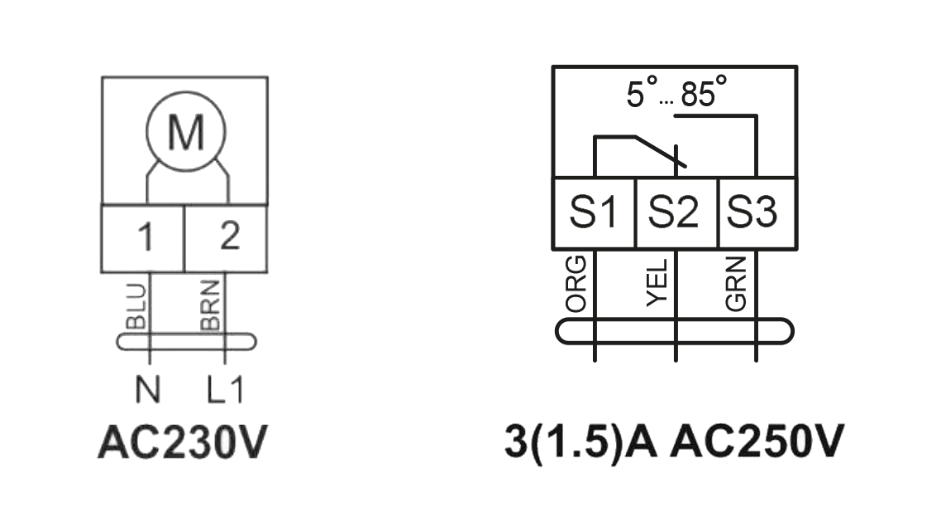 M
1 2
BLU BRN
N L1
AC230V
5°... 85°
S1 S2 S3
ORG YEL GRN
3(1.5)A AC250V